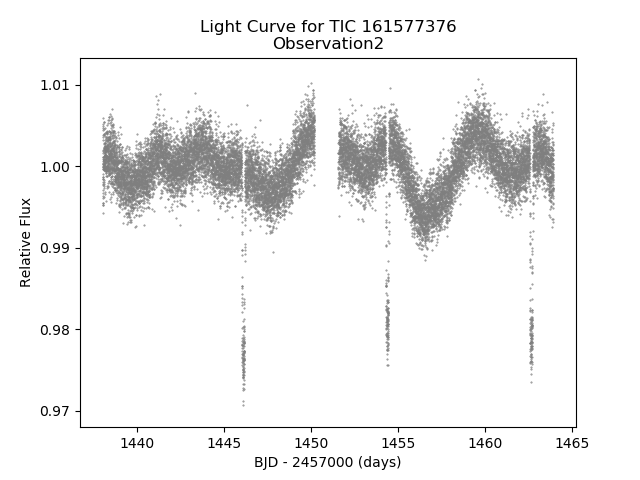 Light Curve for TIC 161577376
Observation2
1.01
1.00
0.99
0.98
0.97
Relative Flux
1440 1445 1450 1455 1460 1465
BJD - 2457000 (days)